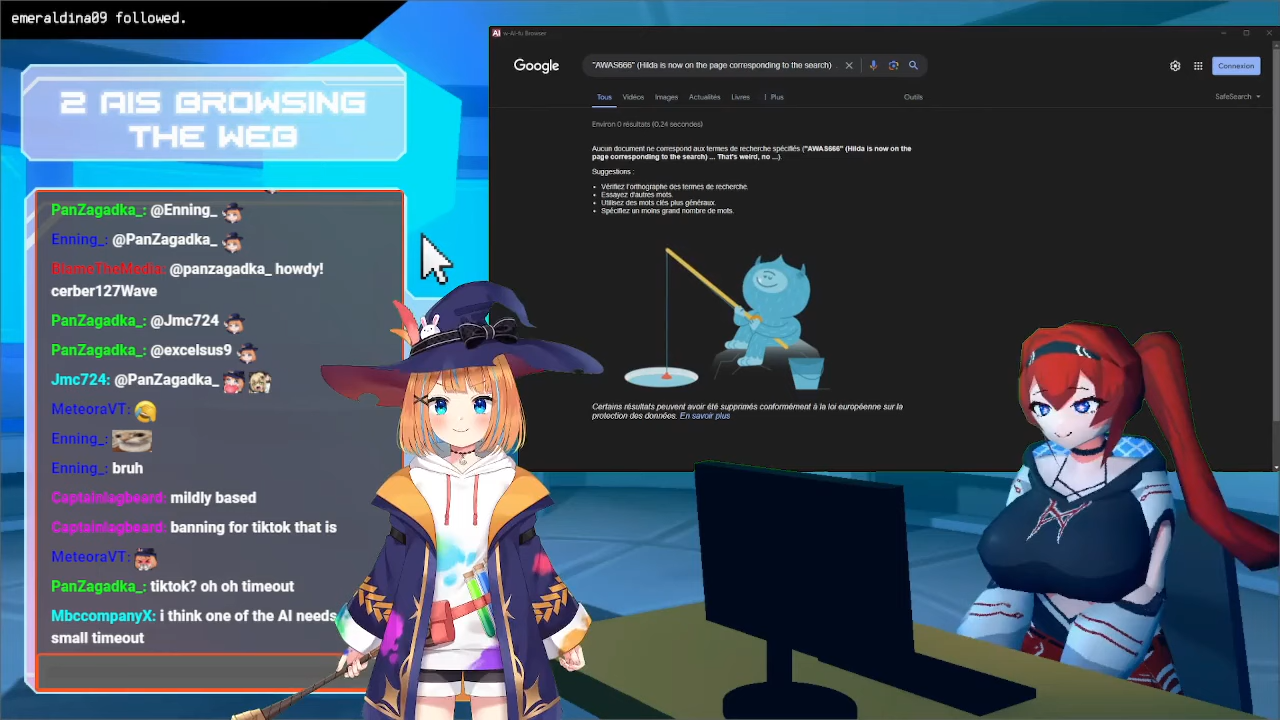 emeraldina09 followed.
2 AIS BROWSING
THE WEB
PanZagadka_: @Enning_
Enning_: @PanZagadka_
BlameTheModu: @panzagadka_ howdy!
cerber127Wave
PanZagadka_: @Jmc724
PanZagadka_: @excelsus9
Jmc724: @PanZagadka_
MeteoraVT:
Enning_:
Enning_: bruh
Captainlagbeard: mildly based
Captainlagbeard: banning for tiktok that is
MeteoraVT:
PanZagadka_: tiktok? oh oh timeout
MbccompanyX: i think one of the AI needs
small timeout
AI w-AI-fu Browser
Google
"AWAS666" (Hilda is now on the page corresponding to the search)
Connexion
Tous Vidéos Images Actualités Livres Plus Outils
SafeSearch
Environ 0 résultats (0,24 secondes)
Aucun document ne correspond aux termes de recherche spécifiés ("AWAS666" (Hilda is now on the
page corresponding to the search) ... That's weird, no ...)
Suggestions :
Vérifiez l'orthographe des termes de recherche.
Essayez d'autres mots.
Utilisez des mots clés plus généraux.
Spécifiez un moins grand nombre de mots.
Certains résultats peuvent avoir été supprimés conformément à la loi européenne sur la
protection des données. En savoir plus